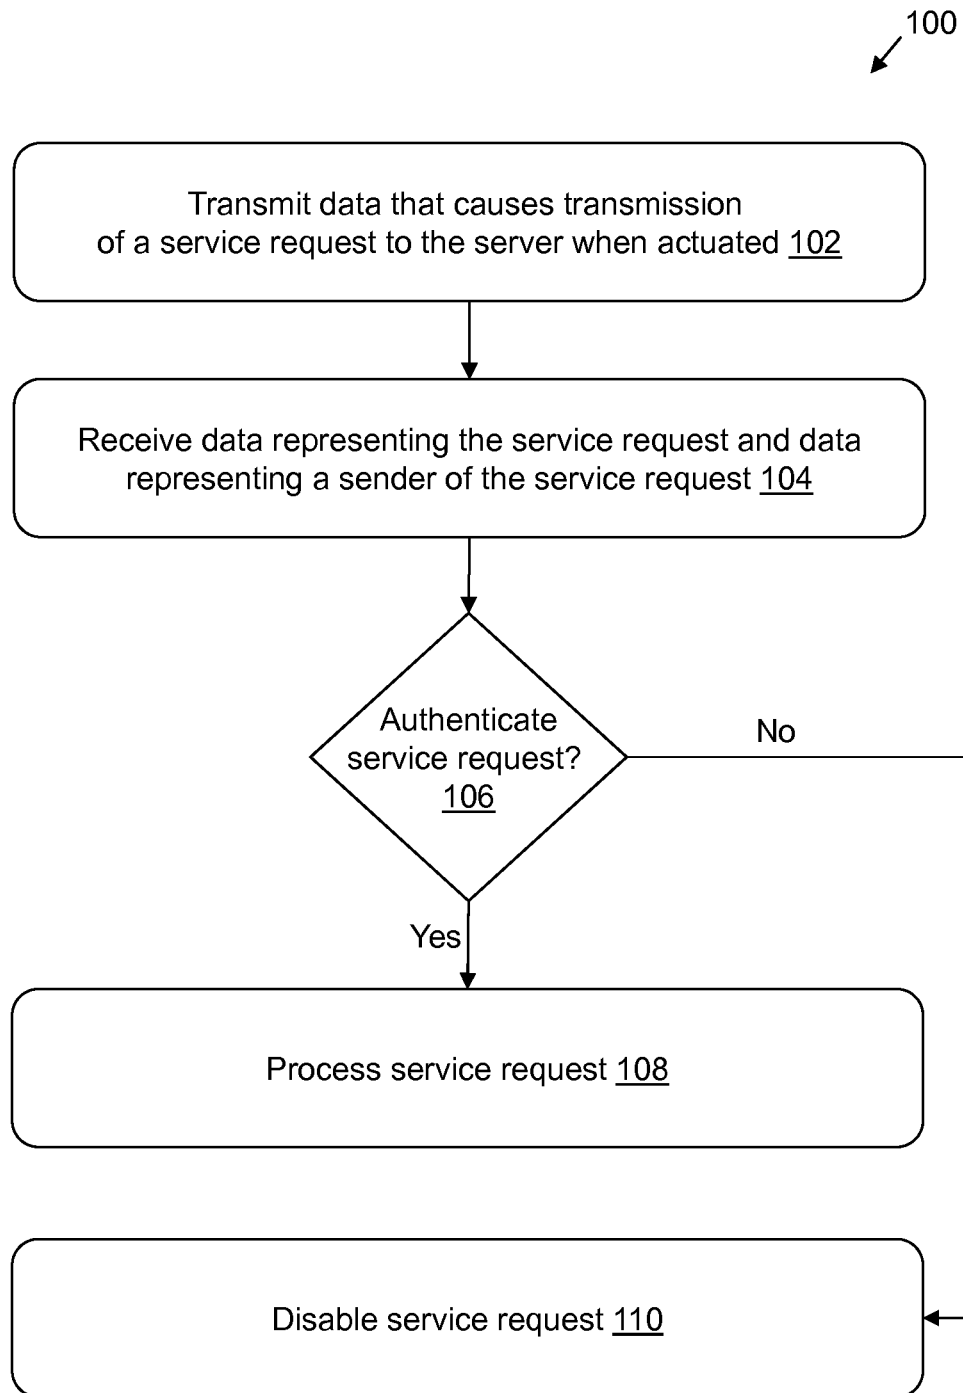 100
Transmit data that causes transmission
of a service request to the server when actuated 102
Receive data representing the service request and data
representing a sender of the service request 104
Authenticate
service request?
106
No
Yes
Process service request 108
Disable service request 110